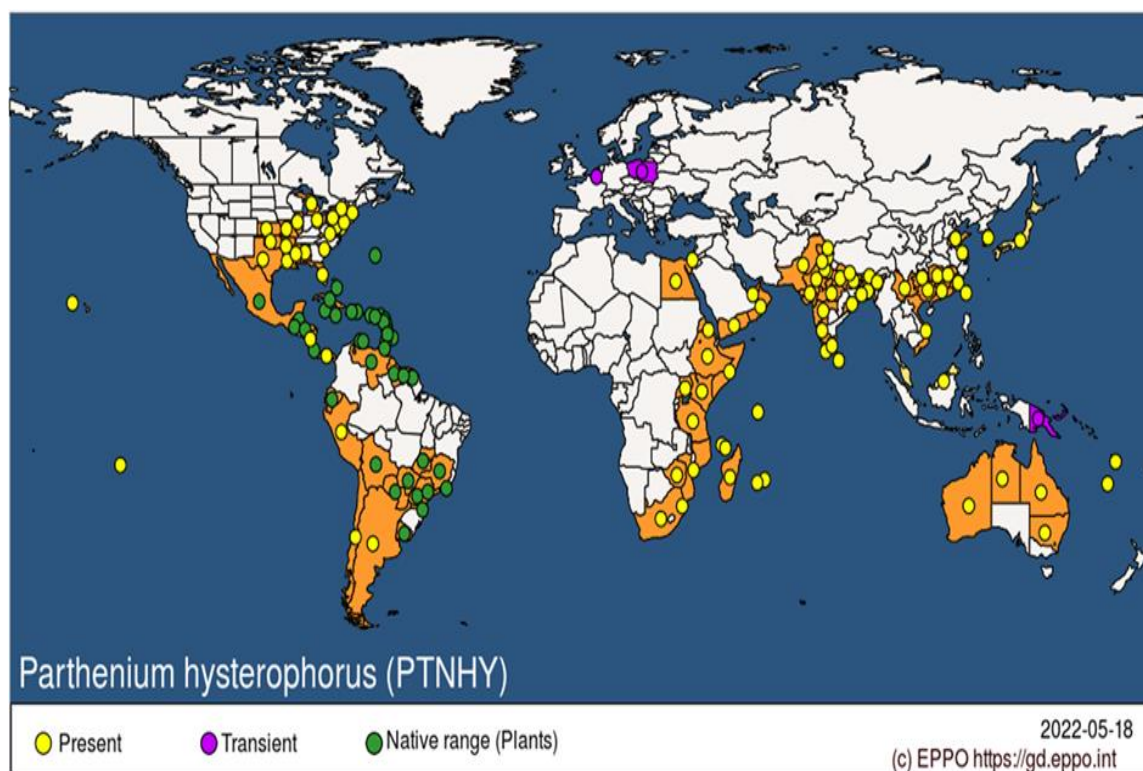 Parthenium hysterophorus (PTNHY)
Present
Transient
Native range (Plants)
2022-05-18
(c) EPPO https://gd.eppo.int